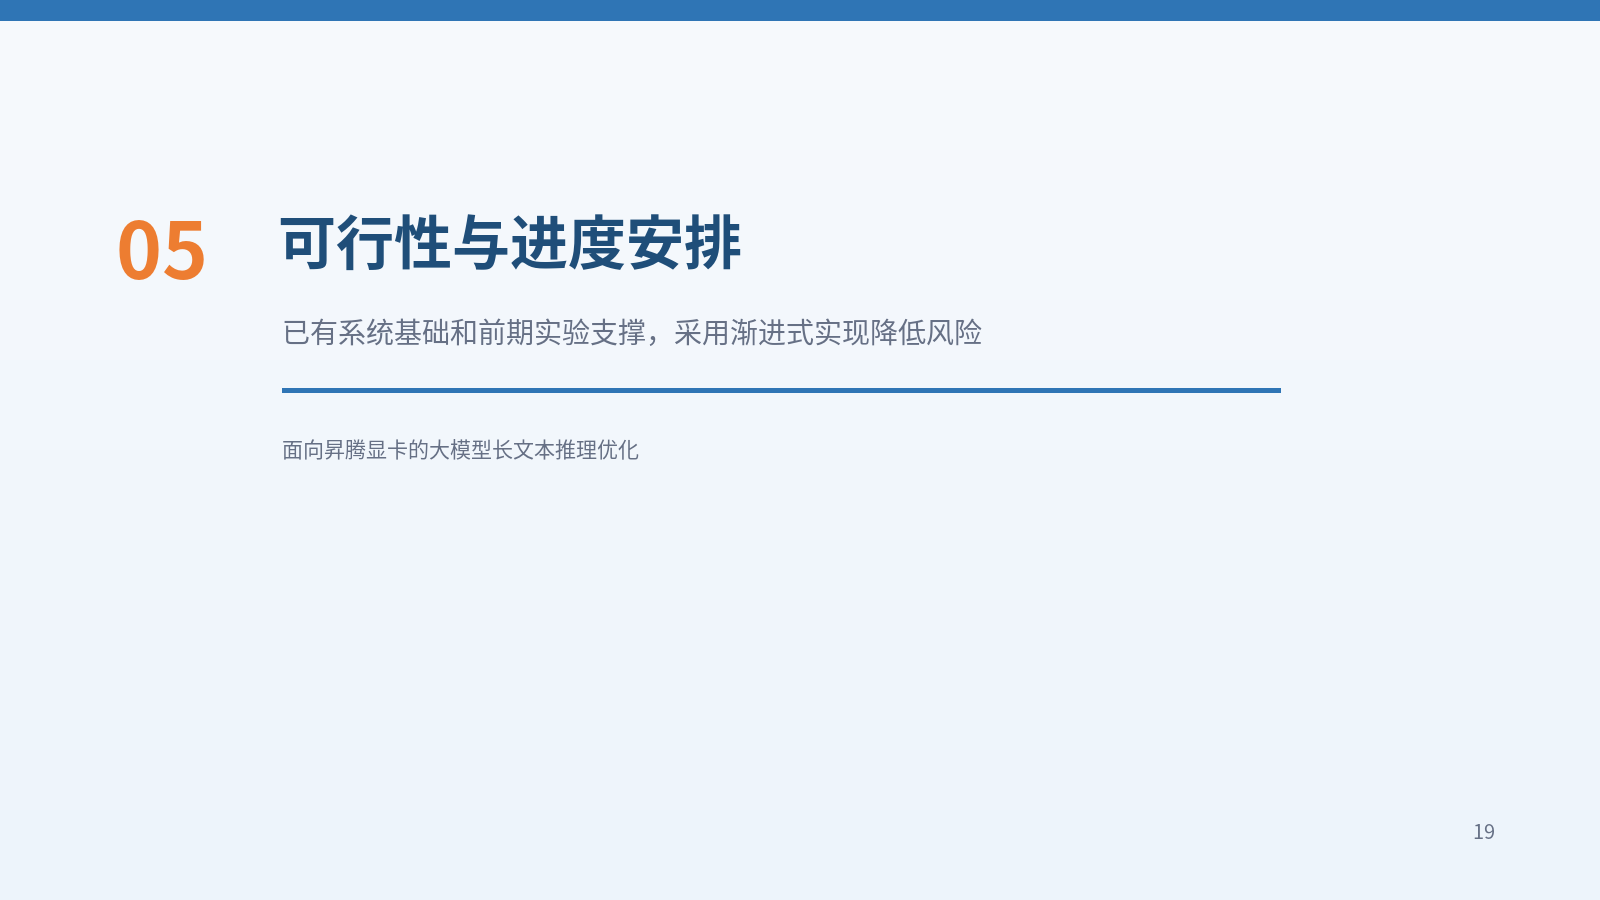 05
可行性与进度安排
已有系统基础和前期实验支撑，采用渐进式实现降低风险
面向昇腾显卡的大模型长文本推理优化
19